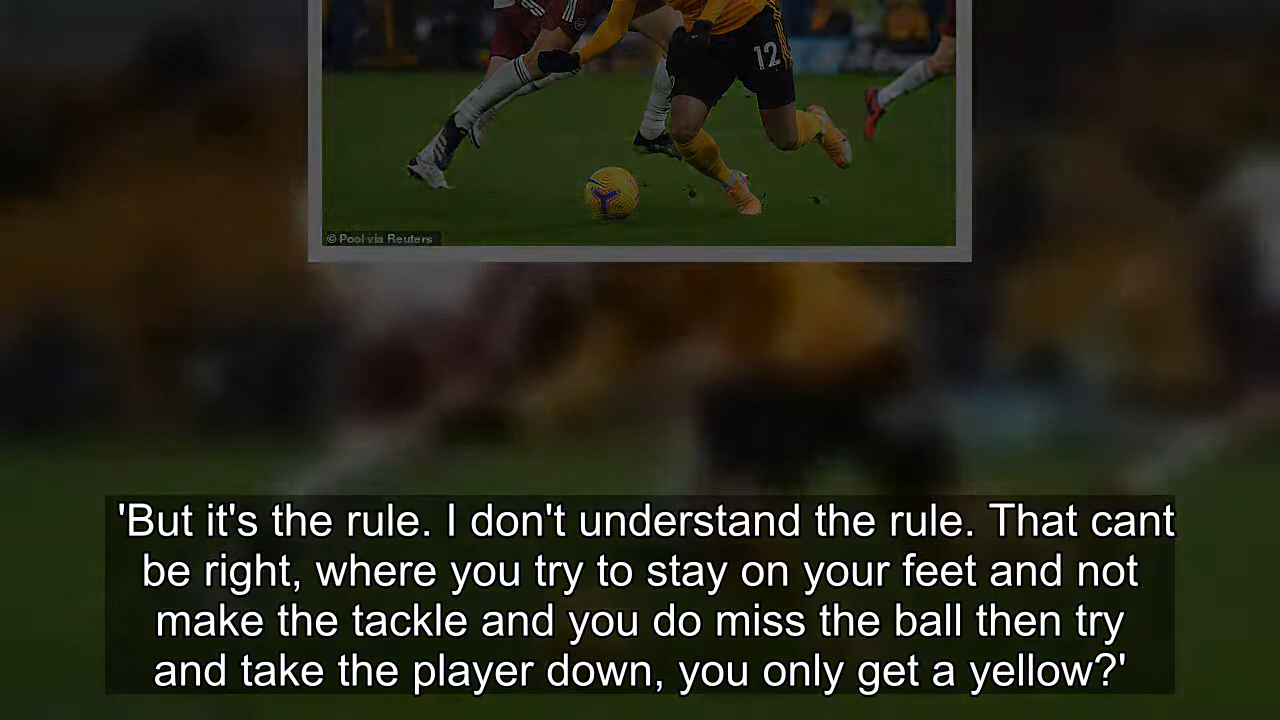 12
© Pool via Reuters
'But it's the rule. I don't understand the rule. That cant
be right, where you try to stay on your feet and not
make the tackle and you do miss the ball then try
and take the player down, you only get a yellow?'